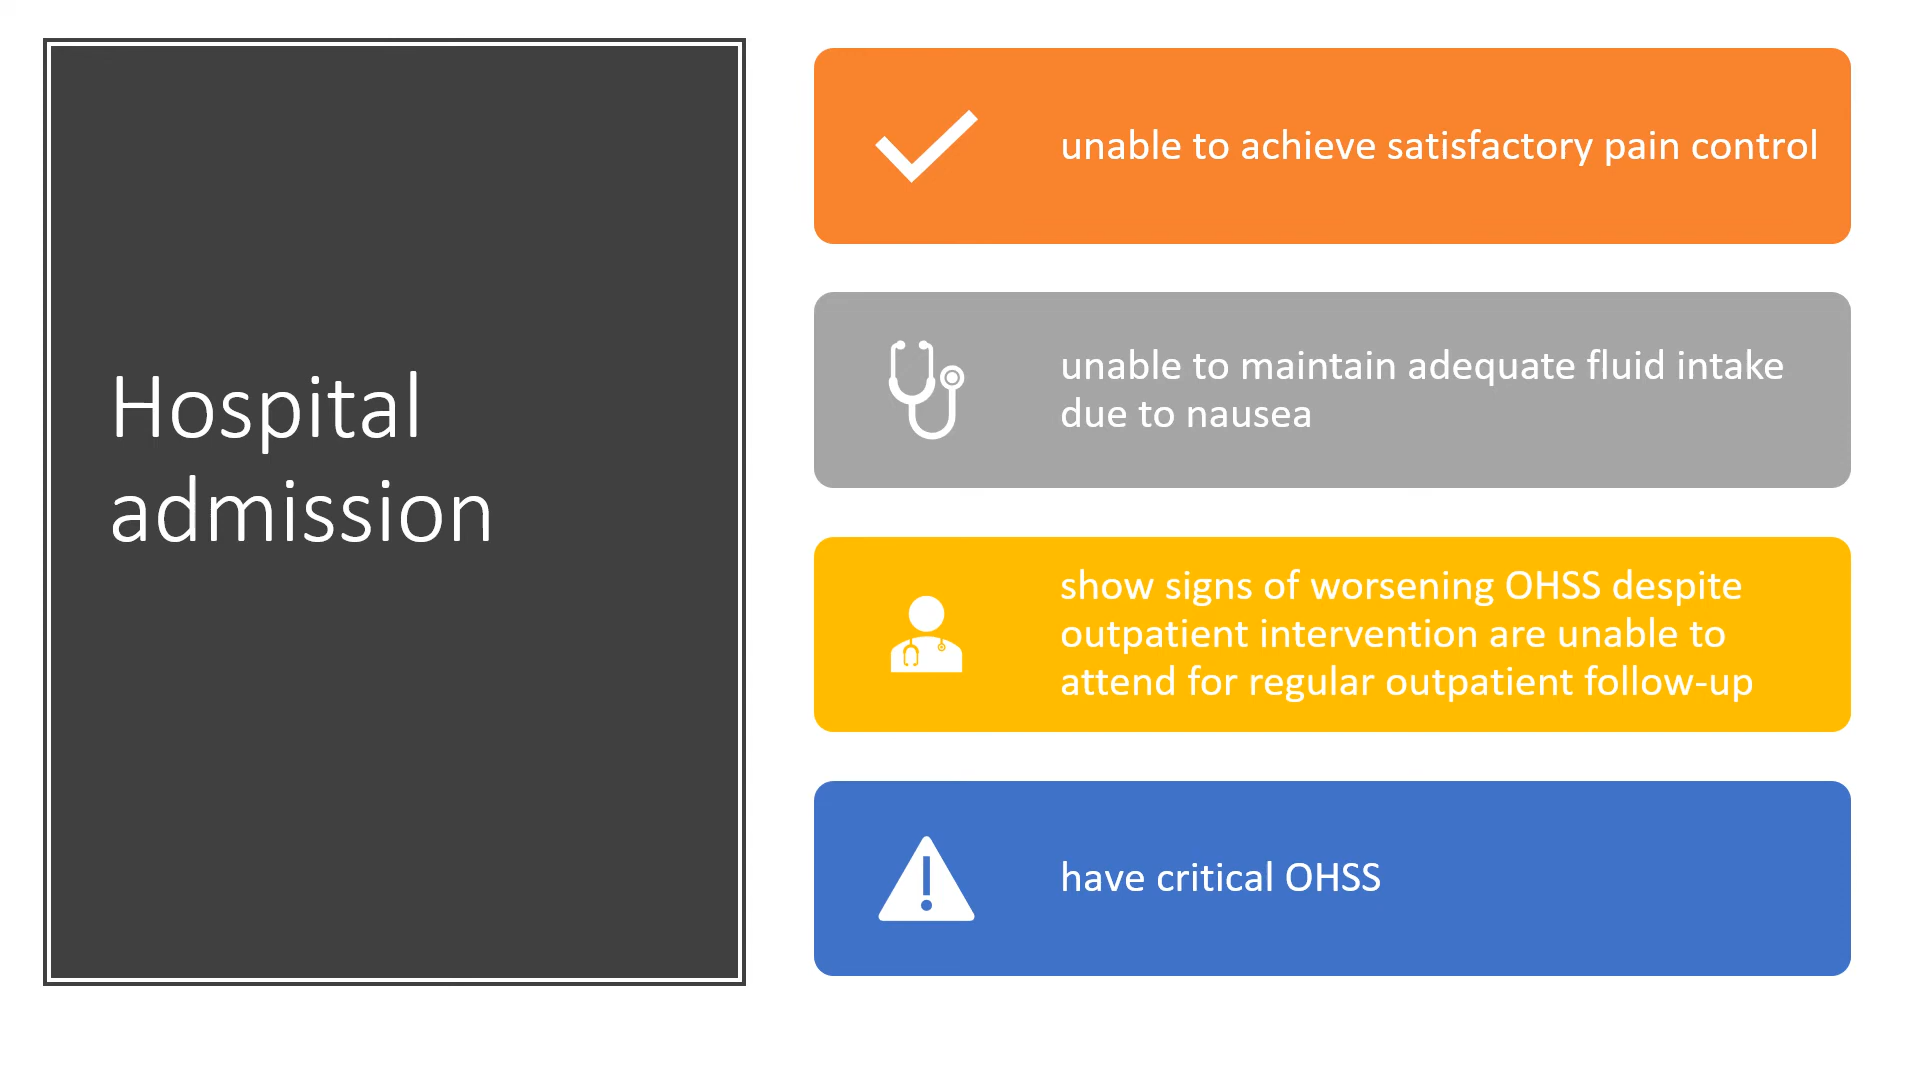 Hospital
admission
unable to achieve satisfactory pain control
unable to maintain adequate fluid intake
due to nausea
show signs of worsening OHSS despite
outpatient intervention are unable to
attend for regular outpatient follow-up
have critical OHSS